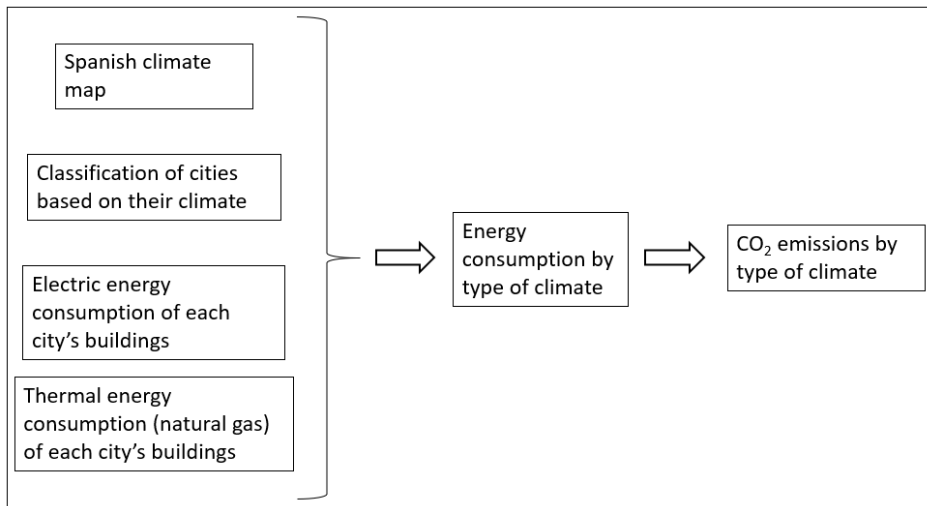 Spanish climate
map
Classification of cities
based on their climate
Electric energy
consumption of each
city’s buildings
Thermal energy
consumption (natural gas)
of each city’s buildings
Energy
consumption by
type of climate
CO₂ emissions by
type of climate